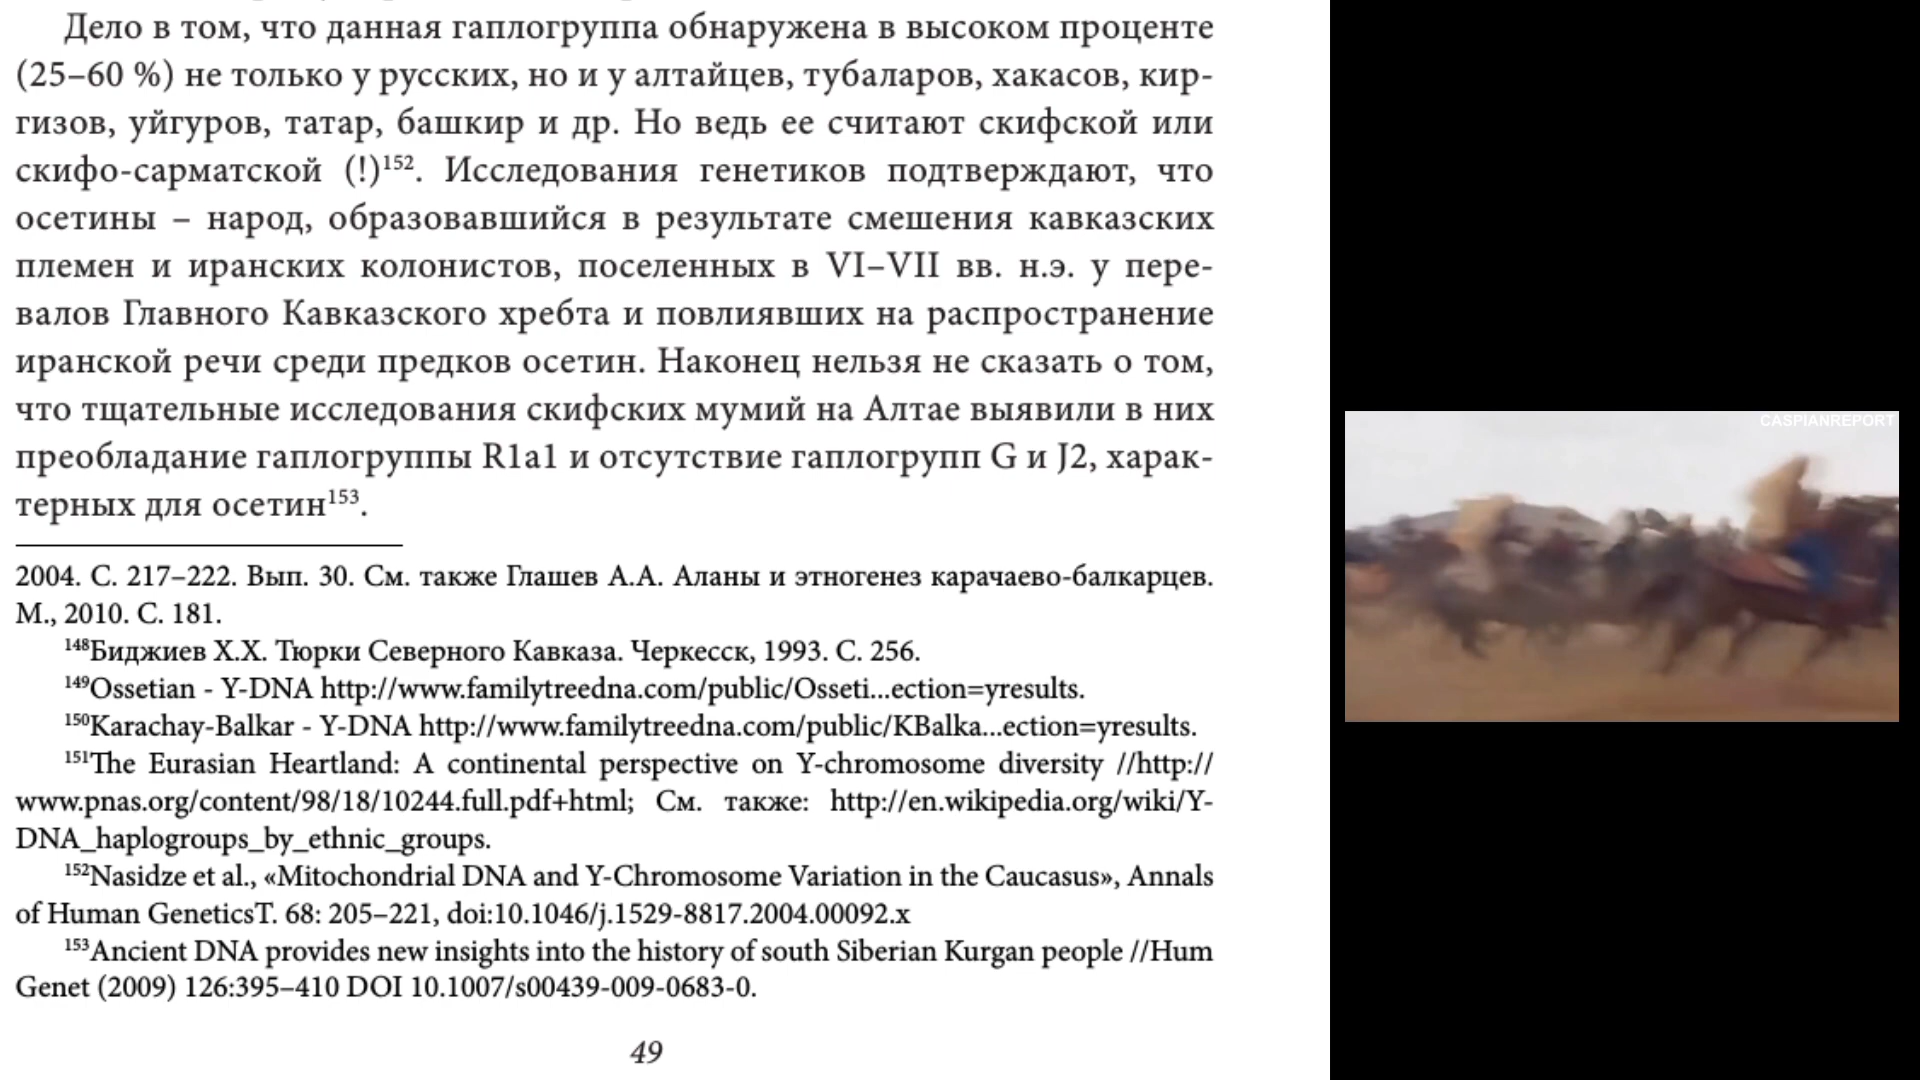 Дело в том, что данная гаплогруппа обнаружена в высоком проценте
(25–60 %) не только у русских, но и у алтайцев, тубаларов, хакасов, кир-
гизов, уйгуров, татар, башкир и др. Но ведь ее считают скифской или
скифо-сарматской (!)152. Исследования генетиков подтверждают, что
осетины – народ, образовавшийся в результате смешения кавказских
племен и иранских колонистов, поселенных в VI–VII вв. н.э. у пере-
валов Главного Кавказского хребта и повлиявших на распространение
иранской речи среди предков осетин. Наконец нельзя не сказать о том,
что тщательные исследования скифских мумий на Алтае выявили в них
преобладание гаплогруппы R1a1 и отсутствие гаплогрупп G и J2, харак-
терных для осетин153.
2004. С. 217–222. Вып. 30. См. также Глашев А.А. Аланы и этногенез карачаево-балкарцев.
М., 2010. С. 181.
148Биджиев Х.Х. Тюрки Северного Кавказа. Черкесск, 1993. С. 256.
149Ossetian - Y-DNA http://www.familytreedna.com/public/Osseti...ection=yresults.
150Karachay-Balkar - Y-DNA http://www.familytreedna.com/public/KBalka...ection=yresults.
151The Eurasian Heartland: A continental perspective on Y-chromosome diversity //http://
www.pnas.org/content/98/18/10244.full.pdf+html; См. также: http://en.wikipedia.org/wiki/Y-
DNA_haplogroups_by_ethnic_groups.
152Nasidze et al., «Mitochondrial DNA and Y-Chromosome Variation in the Caucasus», Annals
of Human GeneticsT. 68: 205–221, doi:10.1046/j.1529-8817.2004.00092.x
153Ancient DNA provides new insights into the history of south Siberian Kurgan people //Hum
Genet (2009) 126:395–410 DOI 10.1007/s00439-009-0683-0.
49
CASPIANREPORT